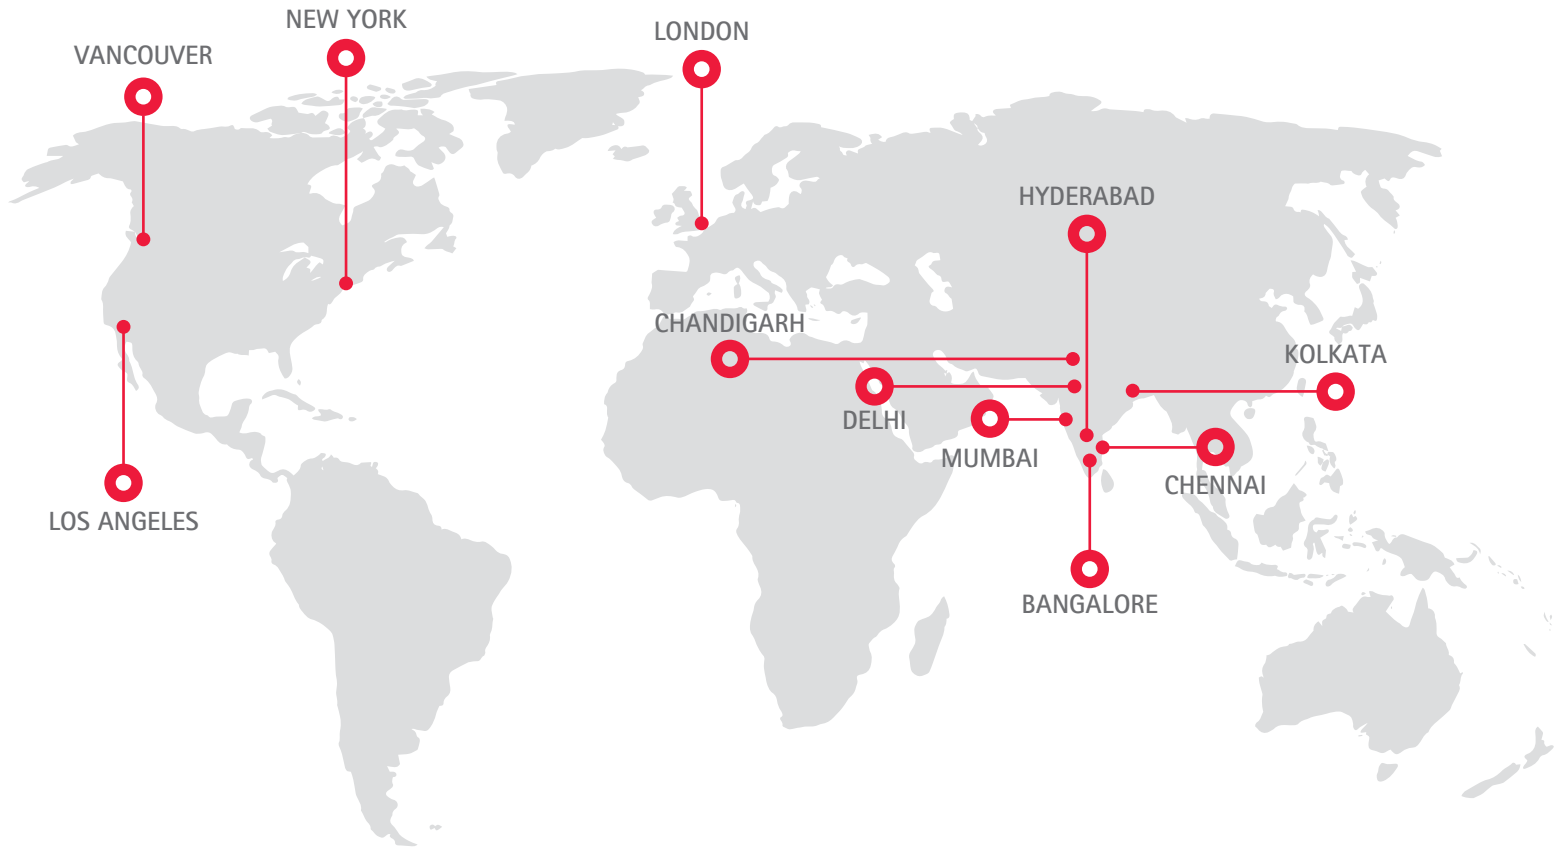 NEW YORK
LONDON
VANCOUVER
HYDERABAD
CHANDIGARH
KOLKATA
DELHI
MUMBAI
CHENNAI
LOS ANGELES
BANGALORE